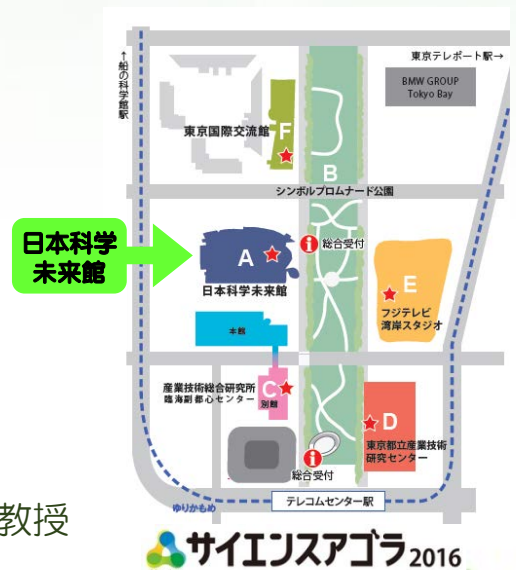 ↑船の科学館駅
東京テレポート駅→
BMW GROUP
Tokyo Bay
東京国際交流館
F
B
シンボルプロムナード公園
日本科学
未来館
A
i 総合受付
日本科学未来館
E
フジテレビ
湾岸スタジオ
本館
産業技術総合研究所
臨海副都心センター
C
別館
D
東京都立産業技術
研究センター
i
総合受付
テレコムセンター駅
ゆりかもめ
教授
サイエンスアゴラ2016